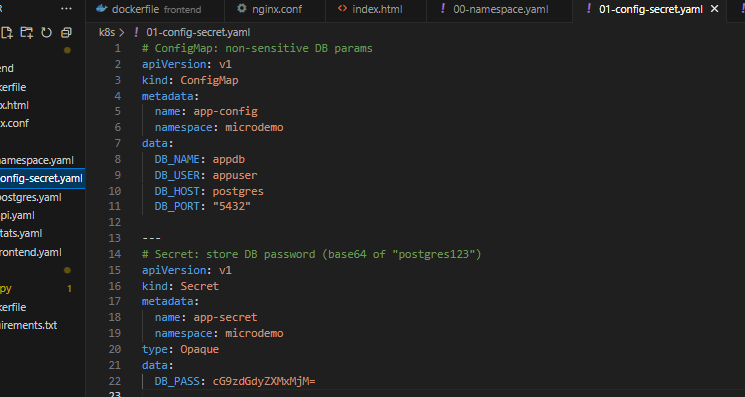 dockerfile frontend nginx.conf index.html 00-namespace.yaml 01-config-secret.yaml
k8s > 01-config-secret.yaml
end
kerfile
x.html
x.conf
namespace.yaml
config-secret.yaml
postgres.yaml
pi.yaml
tats.yaml
rontend.yaml
py 1
kerfile
uirements.txt
1 # ConfigMap: non-sensitive DB params
2 apiVersion: v1
3 kind: ConfigMap
4 metadata:
5 name: app-config
6 namespace: microdemo
7 data:
8 DB_NAME: appdb
9 DB_USER: appuser
10 DB_HOST: postgres
11 DB_PORT: "5432"
12
13 ---
14 # Secret: store DB password (base64 of "postgres123")
15 apiVersion: v1
16 kind: Secret
17 metadata:
18 name: app-secret
19 namespace: microdemo
20 type: Opaque
21 data:
22 DB_PASS: cG9zdGdyZXMxMjM=
23